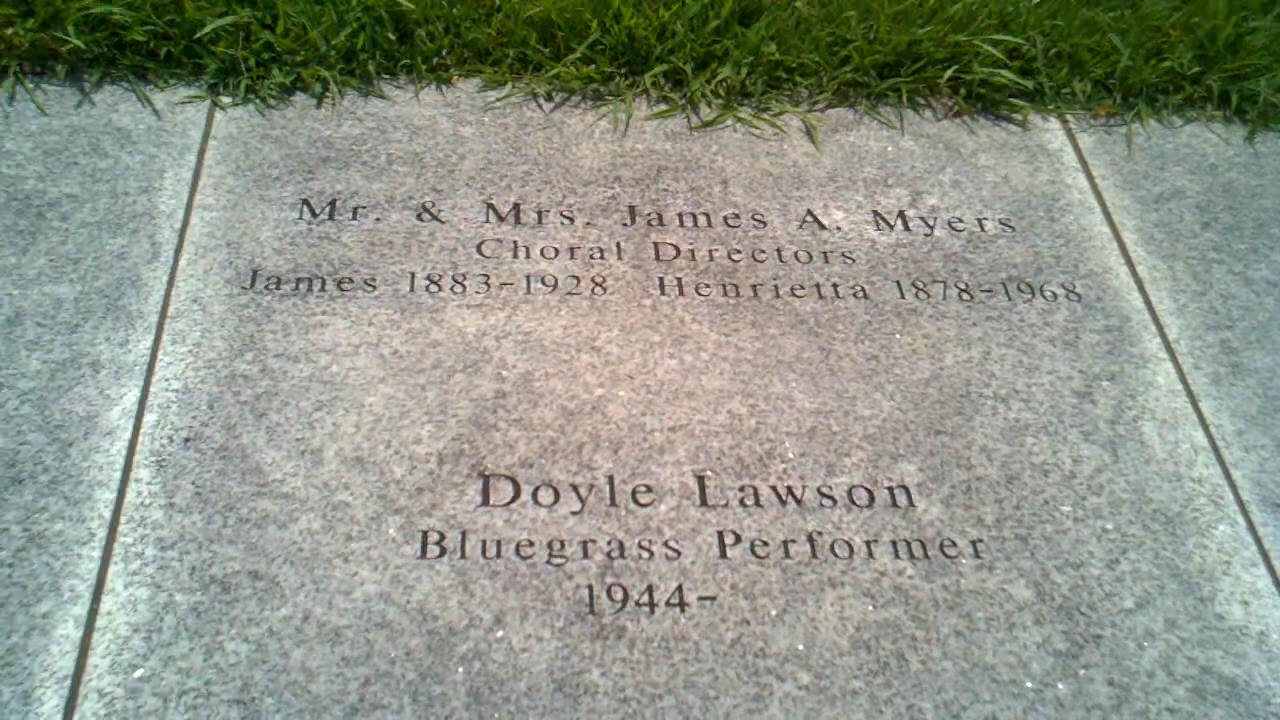 Mr. & Mrs. James A. Myers
Choral Directors
James 1883-1928 Henrietta 1878-1968
Doyle Lawson
Bluegrass Performer
1944-